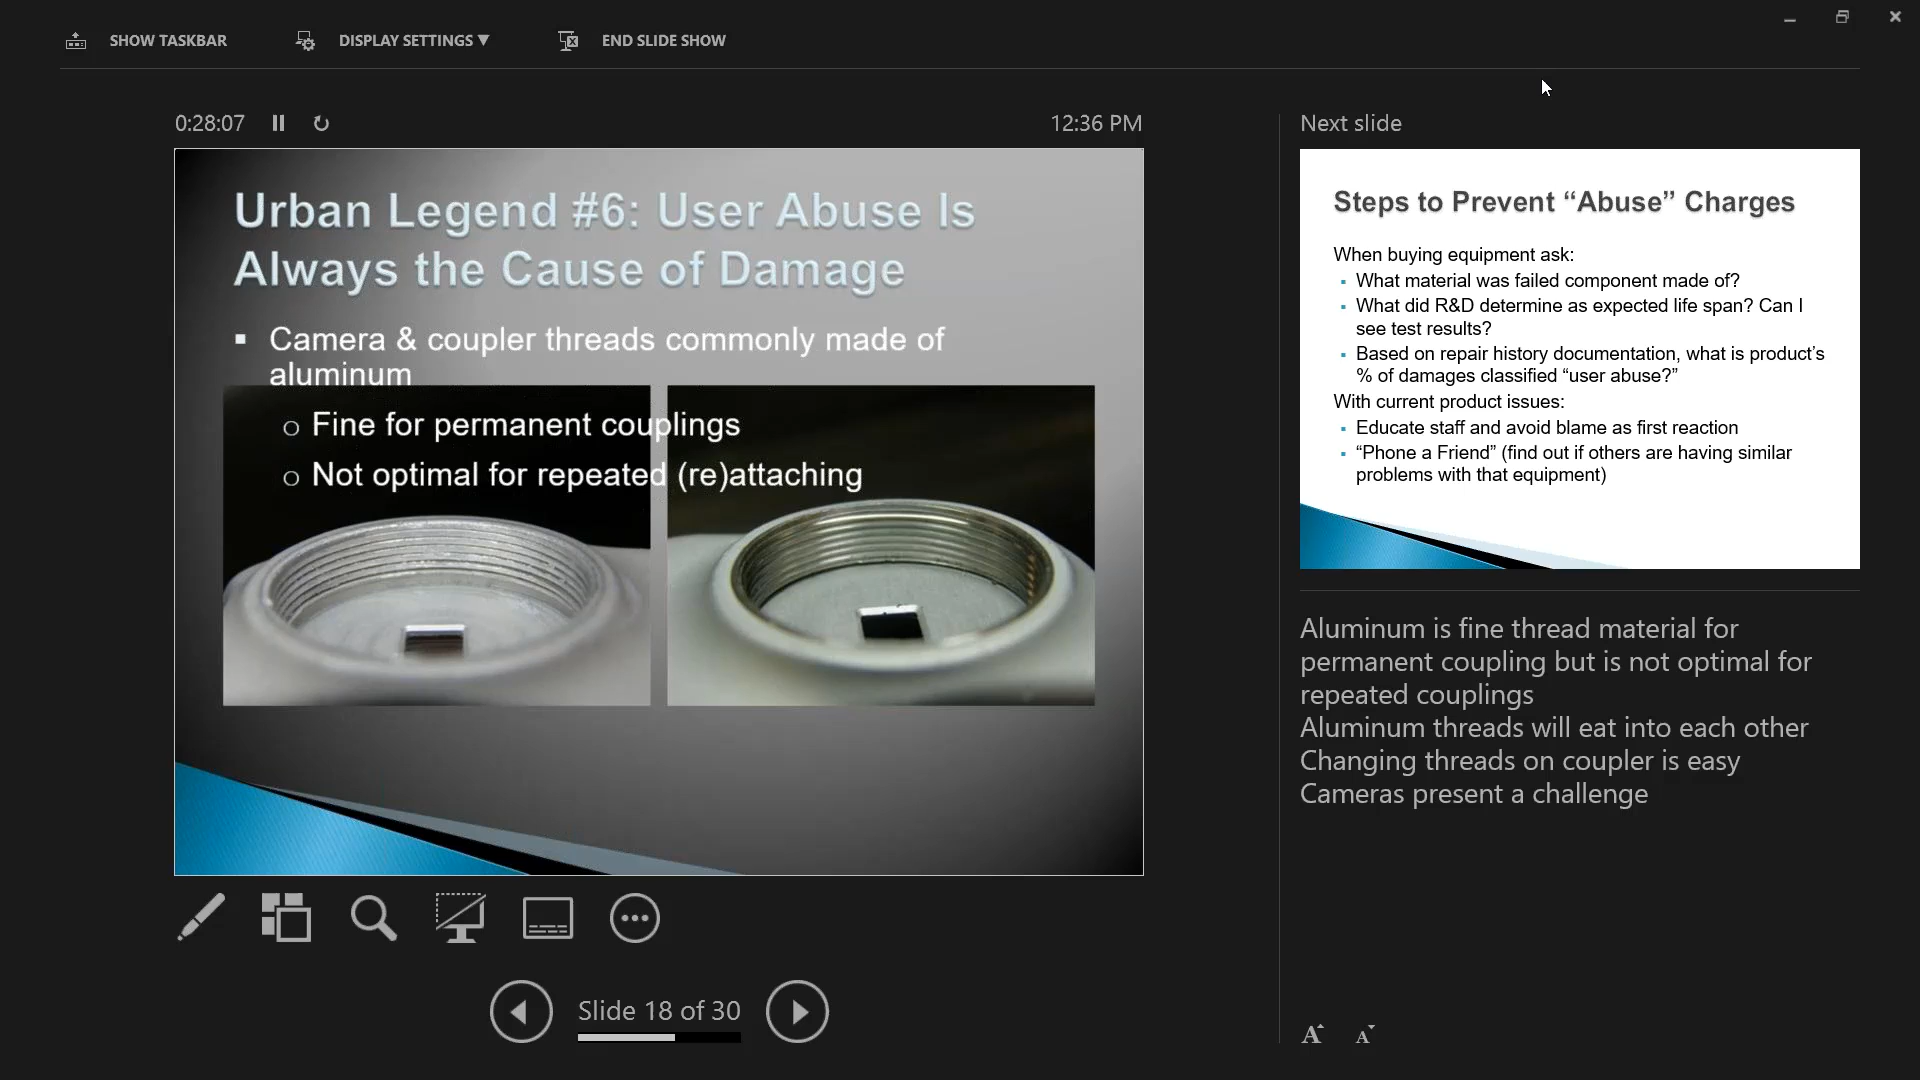 SHOW TASKBAR
DISPLAY SETTINGS ▼
END SLIDE SHOW
0:28:07
12:36 PM
Urban Legend #6: User Abuse Is
Always the Cause of Damage
▪ Camera & coupler threads commonly made of
aluminum
o Fine for permanent couplings
o Not optimal for repeated (re)attaching
Slide 18 of 30
Next slide
Steps to Prevent “Abuse” Charges
When buying equipment ask:
▪ What material was failed component made of?
▪ What did R&D determine as expected life span? Can I
see test results?
▪ Based on repair history documentation, what is product’s
% of damages classified “user abuse?”
With current product issues:
▪ Educate staff and avoid blame as first reaction
▪ “Phone a Friend” (find out if others are having similar
problems with that equipment)
Aluminum is fine thread material for
permanent coupling but is not optimal for
repeated couplings
Aluminum threads will eat into each other
Changing threads on coupler is easy
Cameras present a challenge
A A